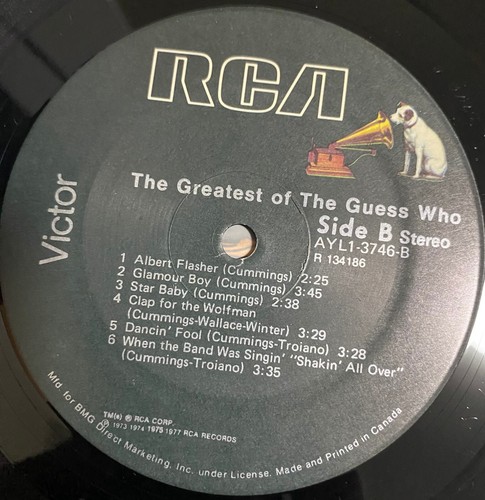 RCA
Victor
The Greatest of The Guess Who
Side B Stereo
AYL1-3746-B
R 134186
1 Albert Flasher (Cummings) 2:25
2 Glamour Boy (Cummings) 3:45
3 Star Baby (Cummings) 2:38
4 Clap for the Wolfman
(Cummings-Wallace-Winter) 3:29
5 Dancin' Fool (Cummings-Troiano) 3:28
6 When the Band Was Singin' "Shakin' All Over"
(Cummings-Troiano) 3:35
TM(s) ® RCA CORP.
℗ 1973 1974 1975 1977 RCA RECORDS
Mfd. for BMG Direct Marketing, Inc. under License. Made and Printed in Canada